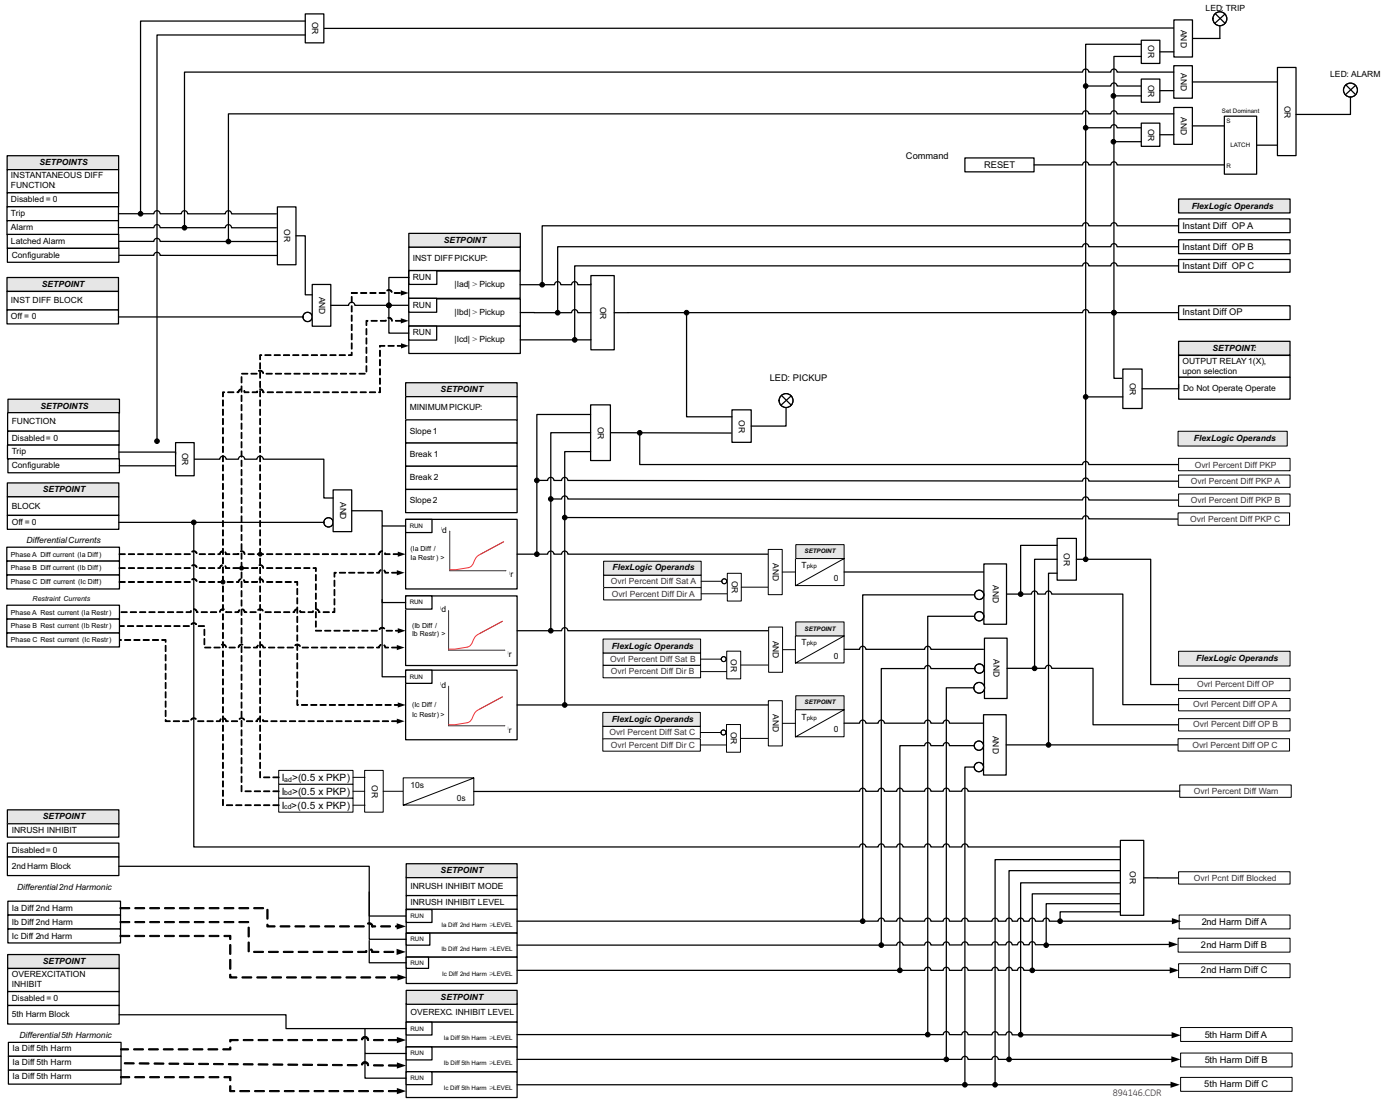 LED: TRIP
OR
AND
OR
LED: ALARM
AND
OR
OR
AND
OR
Set Dominant
S
LATCH
R
Command
RESET
SETPOINTS
INSTANTANEOUS DIFF
FUNCTION:
Disabled = 0
Trip
Alarm
Latched Alarm
Configurable
OR
SETPOINT
INST DIFF BLOCK
Off = 0
AND
SETPOINT
INST DIFF PICKUP:
RUN
|Iad| > Pickup
RUN
|Ibd| > Pickup
RUN
|Icd| > Pickup
OR
FlexLogic Operands
Instant Diff OP A
Instant Diff OP B
Instant Diff OP C
Instant Diff OP
SETPOINT:
OUTPUT RELAY 1(X),
upon selection
Do Not Operate, Operate
OR
LED: PICKUP
OR
OR
SETPOINTS
FUNCTION:
Disabled = 0
Trip
Configurable
OR
SETPOINT
BLOCK
Off = 0
AND
SETPOINT
MINIMUM PICKUP:
Slope 1
Break 1
Break 2
Slope 2
RUN
(Ia Diff /
Ia Restr) >
Id
Ir
RUN
(Ib Diff /
Ib Restr) >
Id
Ir
RUN
(Ic Diff /
Ic Restr) >
Id
Ir
FlexLogic Operands
Ovrl Percent Diff PKP
Ovrl Percent Diff PKP A
Ovrl Percent Diff PKP B
Ovrl Percent Diff PKP C
Differential Currents
Phase A Diff current (Ia Diff)
Phase B Diff current (Ib Diff)
Phase C Diff current (Ic Diff)
Restraint Currents
Phase A Rest current (Ia Restr)
Phase B Rest current (Ib Restr)
Phase C Rest current (Ic Restr)
FlexLogic Operands
Ovrl Percent Diff Sat A
Ovrl Percent Diff Dir A
OR
AND
SETPOINT
Tpkp
0
AND
OR
FlexLogic Operands
Ovrl Percent Diff Sat B
Ovrl Percent Diff Dir B
OR
AND
SETPOINT
Tpkp
0
AND
FlexLogic Operands
Ovrl Percent Diff Sat C
Ovrl Percent Diff Dir C
OR
AND
SETPOINT
Tpkp
0
AND
FlexLogic Operands
Ovrl Percent Diff OP
Ovrl Percent Diff OP A
Ovrl Percent Diff OP B
Ovrl Percent Diff OP C
Iad>(0.5 x PKP)
Ibd>(0.5 x PKP)
Icd>(0.5 x PKP)
OR
10s
0s
Ovrl Percent Diff Warn
SETPOINT
INRUSH INHIBIT
Disabled = 0
2nd Harm Block
Differential 2nd Harmonic
Ia Diff 2nd Harm
Ib Diff 2nd Harm
Ic Diff 2nd Harm
SETPOINT
INRUSH INHIBIT MODE
INRUSH INHIBIT LEVEL
RUN
Ia Diff 2nd Harm >LEVEL
RUN
Ib Diff 2nd Harm >LEVEL
RUN
Ic Diff 2nd Harm >LEVEL
OR
Ovrl Pcnt Diff Blocked
2nd Harm Diff A
2nd Harm Diff B
2nd Harm Diff C
SETPOINT
OVEREXCITATION
INHIBIT
Disabled = 0
5th Harm Block
Differential 5th Harmonic
Ia Diff 5th Harm
Ia Diff 5th Harm
Ia Diff 5th Harm
SETPOINT
OVEREXC. INHIBIT LEVEL
RUN
Ia Diff 5th Harm >LEVEL
RUN
Ib Diff 5th Harm >LEVEL
RUN
Ic Diff 5th Harm >LEVEL
5th Harm Diff A
5th Harm Diff B
5th Harm Diff C
894146.CDR